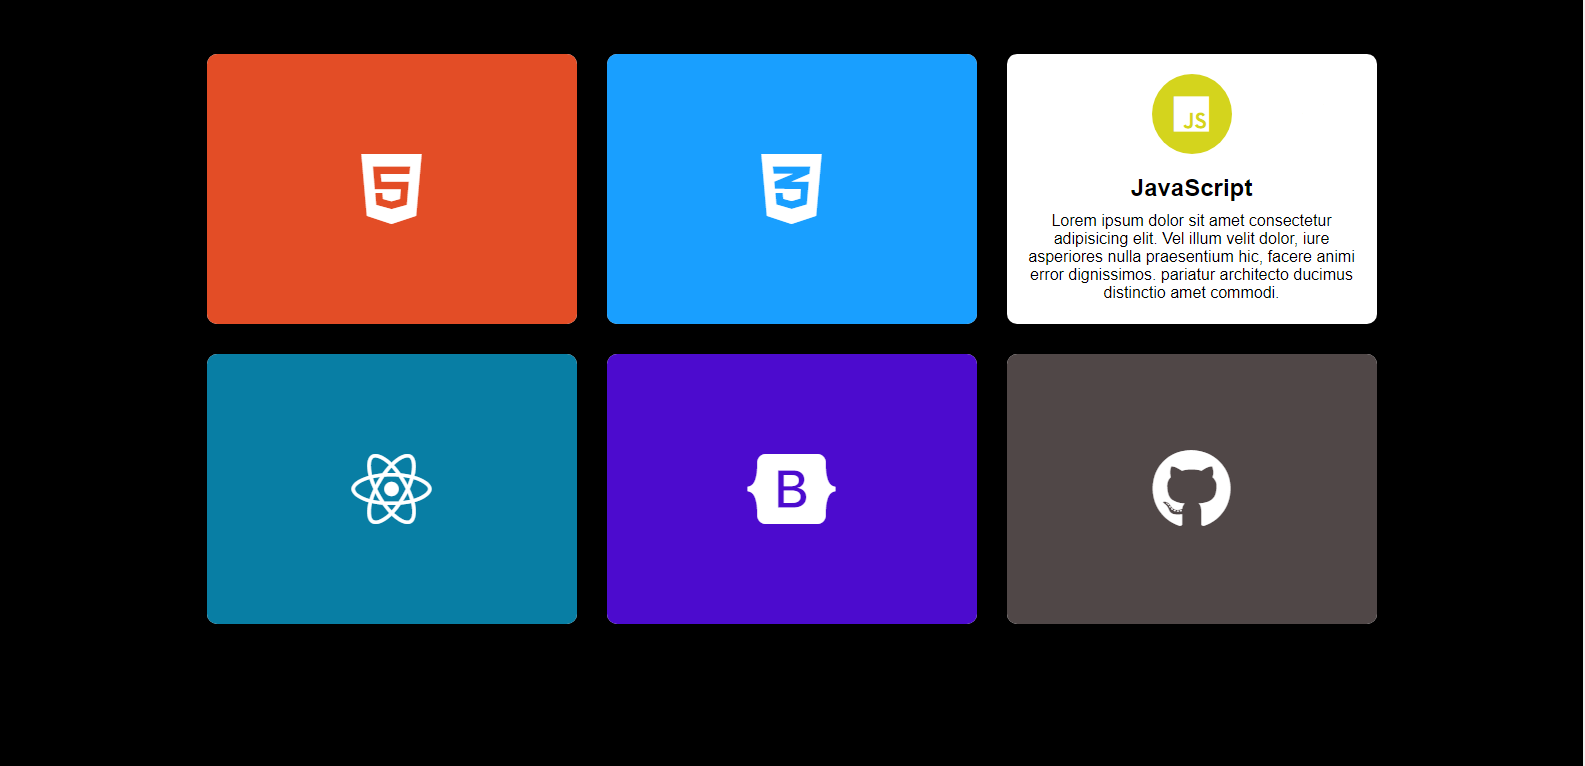 5
3
JS
JavaScript
Lorem ipsum dolor sit amet consectetur
adipisicing elit. Vel illum velit dolor, iure
asperiores nulla praesentium hic, facere animi
error dignissimos. pariatur architecto ducimus
distinctio amet commodi.
B